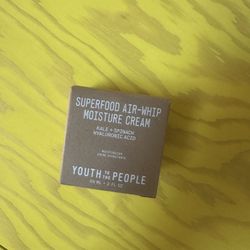 SUPERFOOD AIR-WHIP
MOISTURE CREAM
KALE + SPINACH
HYALURONIC ACID
YOUTH TO THE PEOPLE